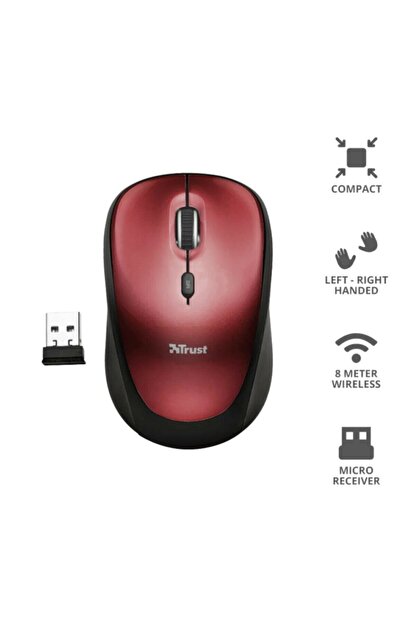 COMPACT
LEFT - RIGHT
HANDED
8 METER
WIRELESS
MICRO
RECEIVER
Trust